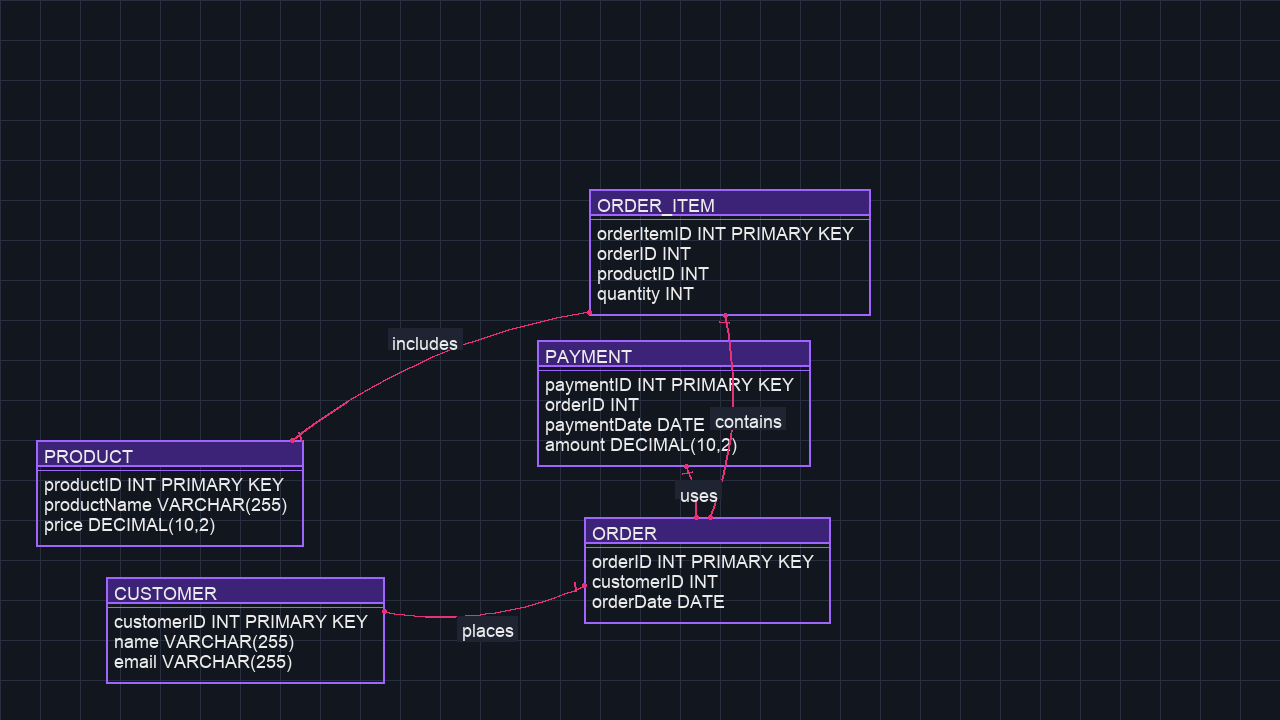 ORDER_ITEM
orderItemID INT PRIMARY KEY
orderID INT
productID INT
quantity INT
includes
PAYMENT
paymentID INT PRIMARY KEY
orderID INT
paymentDate DATE
amount DECIMAL(10,2)
contains
PRODUCT
productID INT PRIMARY KEY
productName VARCHAR(255)
price DECIMAL(10,2)
uses
ORDER
orderID INT PRIMARY KEY
customerID INT
orderDate DATE
CUSTOMER
customerID INT PRIMARY KEY
name VARCHAR(255)
email VARCHAR(255)
places